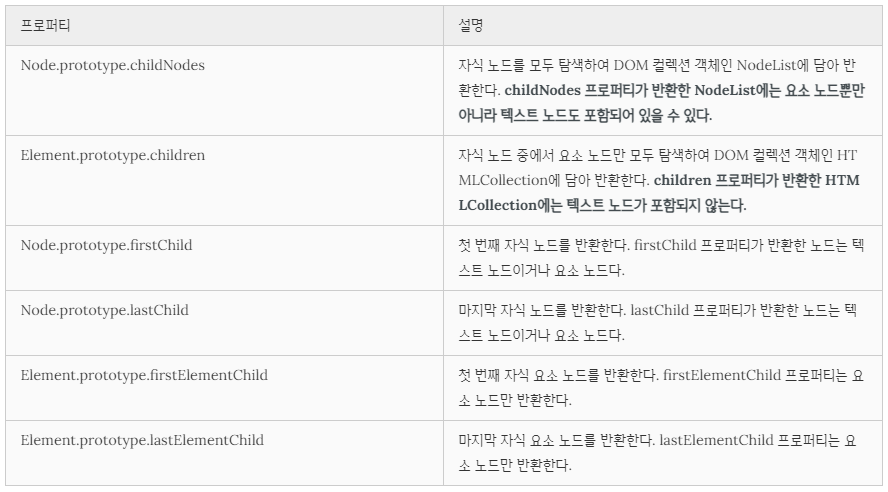 프로퍼티
설명
Node.prototype.childNodes
자식 노드를 모두 탐색하여 DOM 컬렉션 객체인 NodeList에 담아 반
환한다. childNodes 프로퍼티가 반환한 NodeList에는 요소 노드뿐만
아니라 텍스트 노드도 포함되어 있을 수 있다.
Element.prototype.children
자식 노드 중에서 요소 노드만 모두 탐색하여 DOM 컬렉션 객체인 HT
MLCollection에 담아 반환한다. children 프로퍼티가 반환한 HTM
LCollection에는 텍스트 노드가 포함되지 않는다.
Node.prototype.firstChild
첫 번째 자식 노드를 반환한다. firstChild 프로퍼티가 반환한 노드는 텍
스트 노드이거나 요소 노드다.
Node.prototype.lastChild
마지막 자식 노드를 반환한다. lastChild 프로퍼티가 반환한 노드는 텍
스트 노드이거나 요소 노드다.
Element.prototype.firstElementChild
첫 번째 자식 요소 노드를 반환한다. firstElementChild 프로퍼티는 요
소 노드만 반환한다.
Element.prototype.lastElementChild
마지막 자식 요소 노드를 반환한다. lastElementChild 프로퍼티는 요
소 노드만 반환한다.